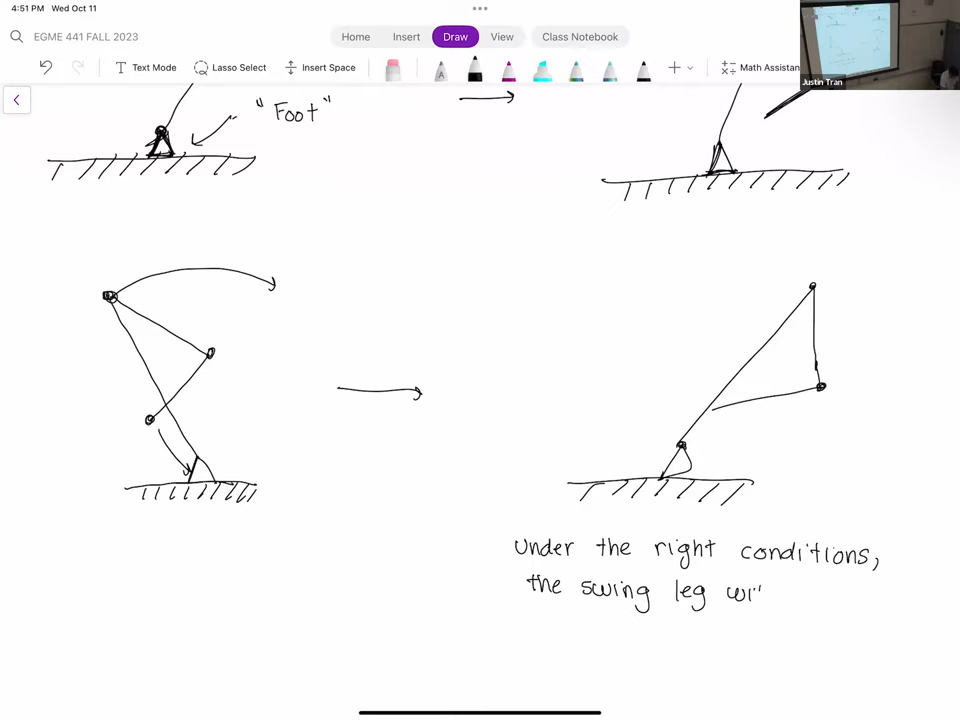 4:51 PM Wed Oct 11
EGME 441 FALL 2023
Home Insert Draw View Class Notebook
Text Mode Lasso Select Insert Space Math Assistan
Justin Tran
"Foot"
Under the right conditions,
the swing leg wi